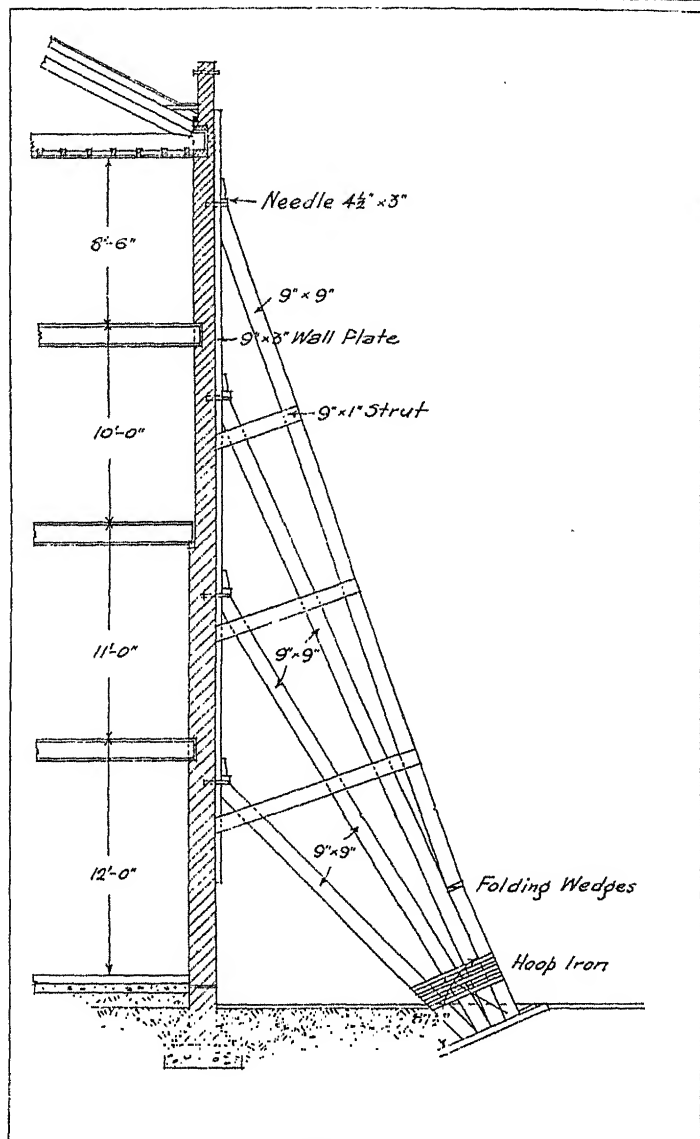 Needle 4½" × 3"
8'-6"
9" × 9"
9" × 3" Wall Plate
9" × 1" Strut
10'-0"
9" × 9"
11'-0"
9" × 9"
12'-0"
Folding Wedges
Hoop Iron